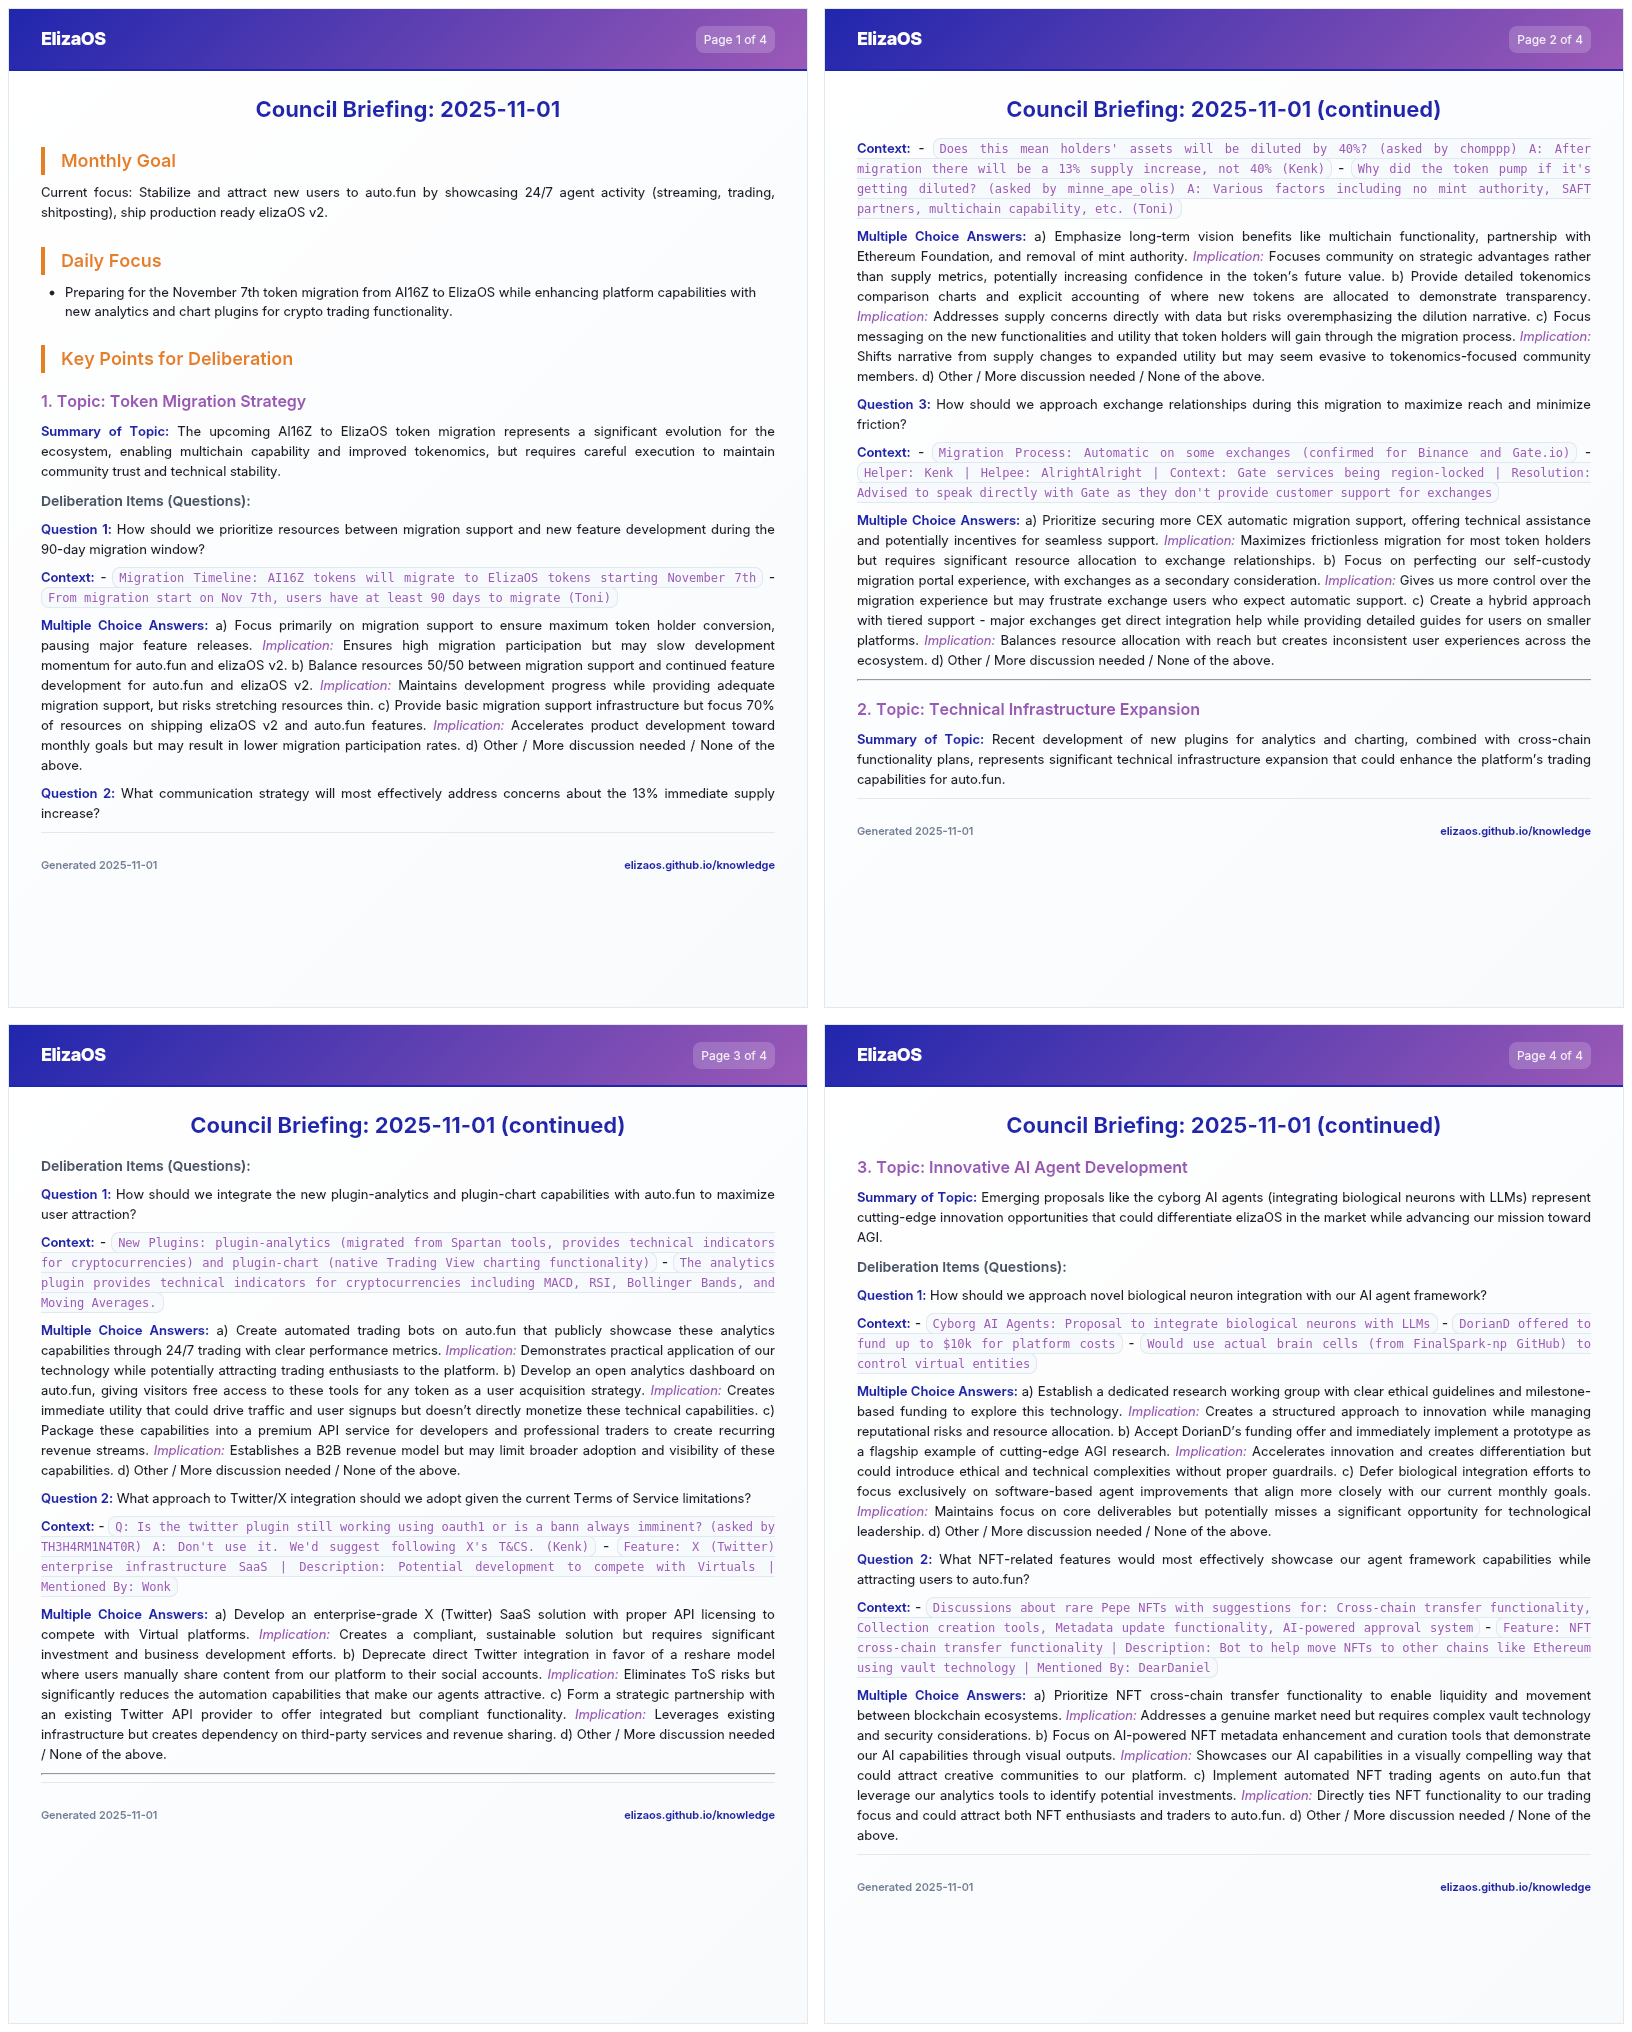 ElizaOS
Page 1 of 4
Council Briefing: 2025-11-01
Monthly Goal
Current focus: Stabilize and attract new users to auto.fun by showcasing 24/7 agent activity (streaming, trading,
shitposting), ship production ready elizaOS v2.
Daily Focus
• Preparing for the November 7th token migration from AI16Z to ElizaOS while enhancing platform capabilities with
new analytics and chart plugins for crypto trading functionality.
Key Points for Deliberation
1. Topic: Token Migration Strategy
Summary of Topic: The upcoming AI16Z to ElizaOS token migration represents a significant evolution for the
ecosystem, enabling multichain capability and improved tokenomics, but requires careful execution to maintain
community trust and technical stability.
Deliberation Items (Questions):
Question 1: How should we prioritize resources between migration support and new feature development during the
90-day migration window?
Context: - Migration Timeline: AI16Z tokens will migrate to ElizaOS tokens starting November 7th -
From migration start on Nov 7th, users have at least 90 days to migrate (Toni)
Multiple Choice Answers: a) Focus primarily on migration support to ensure maximum token holder conversion,
pausing major feature releases. Implication: Ensures high migration participation but may slow development
momentum for auto.fun and elizaOS v2. b) Balance resources 50/50 between migration support and continued feature
development for auto.fun and elizaOS v2. Implication: Maintains development progress while providing adequate
migration support, but risks stretching resources thin. c) Provide basic migration support infrastructure but focus 70%
of resources on shipping elizaOS v2 and auto.fun features. Implication: Accelerates product development toward
monthly goals but may result in lower migration participation rates. d) Other / More discussion needed / None of the
above.
Question 2: What communication strategy will most effectively address concerns about the 13% immediate supply
increase?
Generated 2025-11-01
elizaos.github.io/knowledge
ElizaOS
Page 2 of 4
Council Briefing: 2025-11-01 (continued)
Context: - Does this mean holders' assets will be diluted by 40%? (asked by chomppp) A: After
migration there will be a 13% supply increase, not 40% (Kenk) - Why did the token pump if it's
getting diluted? (asked by minne_ape_olis) A: Various factors including no mint authority, SAFT
partners, multichain capability, etc. (Toni)
Multiple Choice Answers: a) Emphasize long-term vision benefits like multichain functionality, partnership with
Ethereum Foundation, and removal of mint authority. Implication: Focuses community on strategic advantages rather
than supply metrics, potentially increasing confidence in the token's future value. b) Provide detailed tokenomics
comparison charts and explicit accounting of where new tokens are allocated to demonstrate transparency.
Implication: Addresses supply concerns directly with data but risks overemphasizing the dilution narrative. c) Focus
messaging on the new functionalities and utility that token holders will gain through the migration process. Implication:
Shifts narrative from supply changes to expanded utility but may seem evasive to tokenomics-focused community
members. d) Other / More discussion needed / None of the above.
Question 3: How should we approach exchange relationships during this migration to maximize reach and minimize
friction?
Context: - Migration Process: Automatic on some exchanges (confirmed for Binance and Gate.io) -
Helper: Kenk | Helpee: AlrightAlright | Context: Gate services being region-locked | Resolution:
Advised to speak directly with Gate as they don't provide customer support for exchanges
Multiple Choice Answers: a) Prioritize securing more CEX automatic migration support, offering technical assistance
and potentially incentives for seamless support. Implication: Maximizes frictionless migration for most token holders
but requires significant resource allocation to exchange relationships. b) Focus on perfecting our self-custody
migration portal experience, with exchanges as a secondary consideration. Implication: Gives us more control over the
migration experience but may frustrate exchange users who expect automatic support. c) Create a hybrid approach
with tiered support - major exchanges get direct integration help while providing detailed guides for users on smaller
platforms. Implication: Balances resource allocation with reach but creates inconsistent user experiences across the
ecosystem. d) Other / More discussion needed / None of the above.
2. Topic: Technical Infrastructure Expansion
Summary of Topic: Recent development of new plugins for analytics and charting, combined with cross-chain
functionality plans, represents significant technical infrastructure expansion that could enhance the platform's trading
capabilities for auto.fun.
Generated 2025-11-01
elizaos.github.io/knowledge
ElizaOS
Page 3 of 4
Council Briefing: 2025-11-01 (continued)
Deliberation Items (Questions):
Question 1: How should we integrate the new plugin-analytics and plugin-chart capabilities with auto.fun to maximize
user attraction?
Context: - New Plugins: plugin-analytics (migrated from Spartan tools, provides technical indicators
for cryptocurrencies) and plugin-chart (native Trading View charting functionality) - The analytics
plugin provides technical indicators for cryptocurrencies including MACD, RSI, Bollinger Bands, and
Moving Averages.
Multiple Choice Answers: a) Create automated trading bots on auto.fun that publicly showcase these analytics
capabilities through 24/7 trading with clear performance metrics. Implication: Demonstrates practical application of our
technology while potentially attracting trading enthusiasts to the platform. b) Develop an open analytics dashboard on
auto.fun, giving visitors free access to these tools for any token as a user acquisition strategy. Implication: Creates
immediate utility that could drive traffic and user signups but doesn't directly monetize these technical capabilities. c)
Package these capabilities into a premium API service for developers and professional traders to create recurring
revenue streams. Implication: Establishes a B2B revenue model but may limit broader adoption and visibility of these
capabilities. d) Other / More discussion needed / None of the above.
Question 2: What approach to Twitter/X integration should we adopt given the current Terms of Service limitations?
Context: - Q: Is the twitter plugin still working using oauth1 or is a bann always imminent? (asked by
TH3H4RM1N4T0R) A: Don't use it. We'd suggest following X's T&CS. (Kenk) - Feature: X (Twitter)
enterprise infrastructure SaaS | Description: Potential development to compete with Virtuals |
Mentioned By: Wonk
Multiple Choice Answers: a) Develop an enterprise-grade X (Twitter) SaaS solution with proper API licensing to
compete with Virtual platforms. Implication: Creates a compliant, sustainable solution but requires significant
investment and business development efforts. b) Deprecate direct Twitter integration in favor of a reshare model
where users manually share content from our platform to their social accounts. Implication: Eliminates ToS risks but
significantly reduces the automation capabilities that make our agents attractive. c) Form a strategic partnership with
an existing Twitter API provider to offer integrated but compliant functionality. Implication: Leverages existing
infrastructure but creates dependency on third-party services and revenue sharing. d) Other / More discussion needed
/ None of the above.
Generated 2025-11-01
elizaos.github.io/knowledge
ElizaOS
Page 4 of 4
Council Briefing: 2025-11-01 (continued)
3. Topic: Innovative AI Agent Development
Summary of Topic: Emerging proposals like the cyborg AI agents (integrating biological neurons with LLMs) represent
cutting-edge innovation opportunities that could differentiate elizaOS in the market while advancing our mission toward
AGI.
Deliberation Items (Questions):
Question 1: How should we approach novel biological neuron integration with our AI agent framework?
Context: - Cyborg AI Agents: Proposal to integrate biological neurons with LLMs - DorianD offered to
fund up to $10k for platform costs - Would use actual brain cells (from FinalSpark-np GitHub) to
control virtual entities
Multiple Choice Answers: a) Establish a dedicated research working group with clear ethical guidelines and milestone-
based funding to explore this technology. Implication: Creates a structured approach to innovation while managing
reputational risks and resource allocation. b) Accept DorianD's funding offer and immediately implement a prototype as
a flagship example of cutting-edge AGI research. Implication: Accelerates innovation and creates differentiation but
could introduce ethical and technical complexities without proper guardrails. c) Defer biological integration efforts to
focus exclusively on software-based agent improvements that align more closely with our current monthly goals.
Implication: Maintains focus on core deliverables but potentially misses a significant opportunity for technological
leadership. d) Other / More discussion needed / None of the above.
Question 2: What NFT-related features would most effectively showcase our agent framework capabilities while
attracting users to auto.fun?
Context: - Discussions about rare Pepe NFTs with suggestions for: Cross-chain transfer functionality,
Collection creation tools, Metadata update functionality, AI-powered approval system - Feature: NFT
cross-chain transfer functionality | Description: Bot to help move NFTs to other chains like Ethereum
using vault technology | Mentioned By: DearDaniel
Multiple Choice Answers: a) Prioritize NFT cross-chain transfer functionality to enable liquidity and movement
between blockchain ecosystems. Implication: Addresses a genuine market need but requires complex vault technology
and security considerations. b) Focus on AI-powered NFT metadata enhancement and curation tools that demonstrate
our AI capabilities through visual outputs. Implication: Showcases our AI capabilities in a visually compelling way that
could attract creative communities to our platform. c) Implement automated NFT trading agents on auto.fun that
leverage our analytics tools to identify potential investments. Implication: Directly ties NFT functionality to our trading
focus and could attract both NFT enthusiasts and traders to auto.fun. d) Other / More discussion needed / None of the
above.
Generated 2025-11-01
elizaos.github.io/knowledge